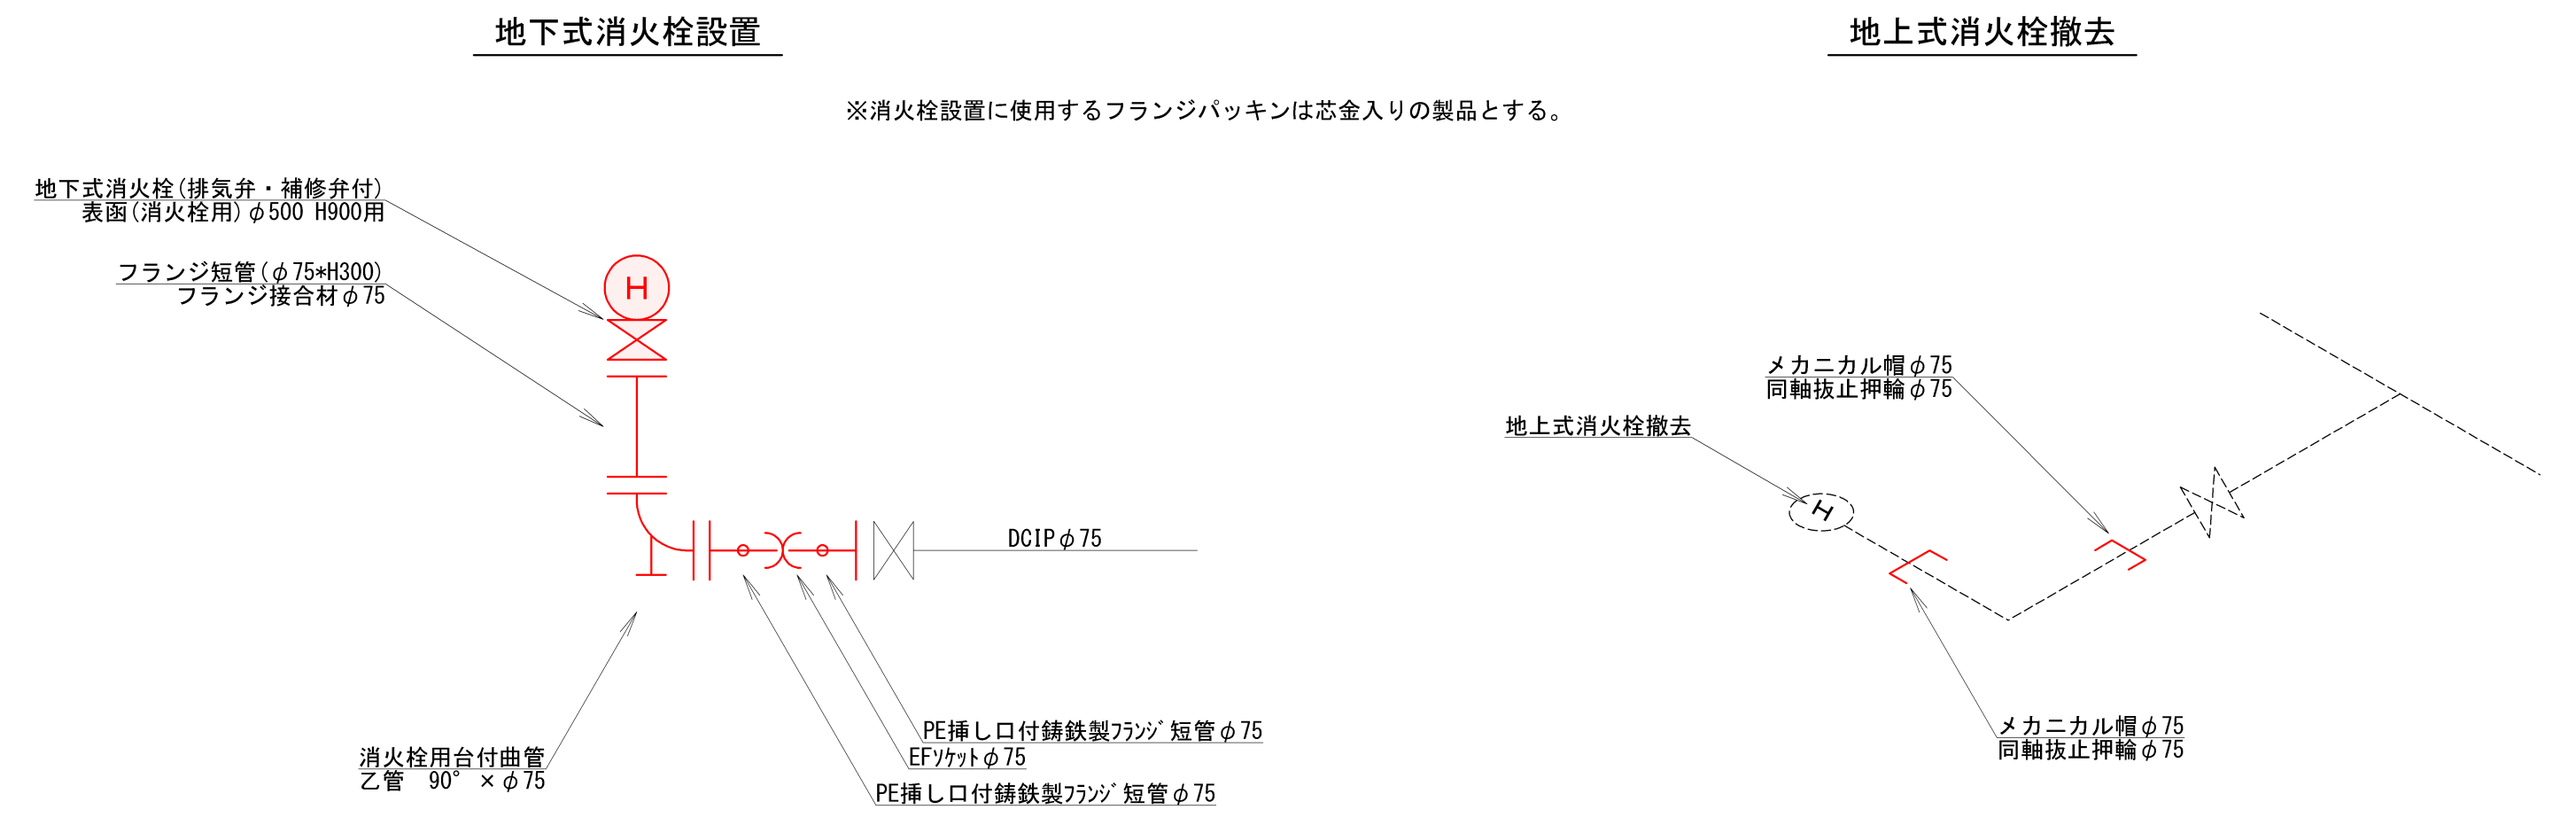 地下式消火栓設置
地上式消火栓撤去
※消火栓設置に使用するフランジパッキンは芯金入りの製品とする。
地下式消火栓(排気弁・補修弁付)
表函(消火栓用)φ500 H900用
フランジ短管(φ75*H300)
フランジ接合材φ75
H
DCIPφ75
PE挿し口付鋳鉄製ﾌﾗﾝｼﾞ短管φ75
EFｿｹｯﾄφ75
PE挿し口付鋳鉄製ﾌﾗﾝｼﾞ短管φ75
消火栓用台付曲管
乙管　90°×φ75
メカニカル帽φ75
同軸抜止押輪φ75
地上式消火栓撤去
H
メカニカル帽φ75
同軸抜止押輪φ75